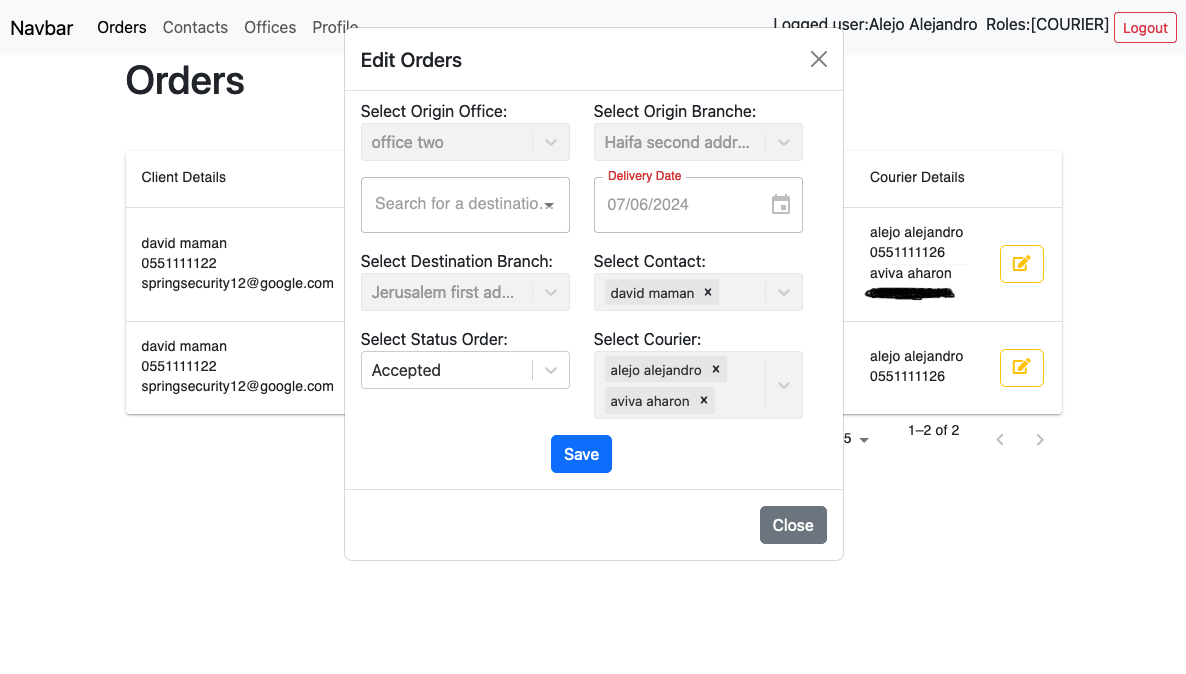 Navbar Orders Contacts Offices Profile Logged user:Alejo Alejandro Roles:[COURIER] Logout
Orders
Edit Orders
Select Origin Office: Select Origin Branche:
office two Haifa second addr...
Search for a destinatio... Delivery Date
07/06/2024
Select Destination Branch: Select Contact:
Jerusalem first ad... david maman ×
Select Status Order: Select Courier:
Accepted alejo alejandro ×
aviva aharon ×
Save
Close
Client Details Courier Details
david maman alejo alejandro
0551111122 0551111126
springsecurity12@google.com aviva aharon
david maman alejo alejandro
0551111122 0551111126
springsecurity12@google.com
5 1–2 of 2